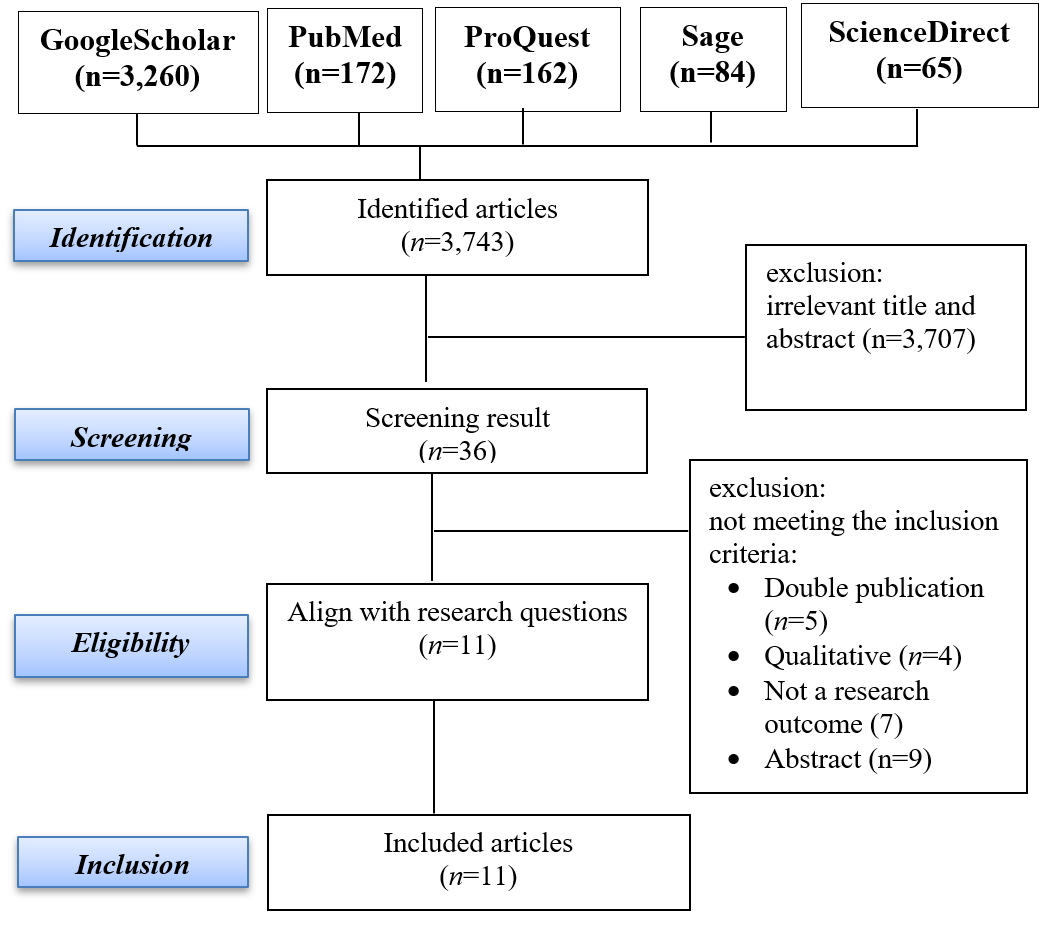 GoogleScholar
(n=3,260)
PubMed
(n=172)
ProQuest
(n=162)
Sage
(n=84)
ScienceDirect
(n=65)
Identification
Identified articles
(n=3,743)
exclusion:
irrelevant title and
abstract (n=3,707)
Screening
Screening result
(n=36)
exclusion:
not meeting the inclusion
criteria:
• Double publication
(n=5)
• Qualitative (n=4)
• Not a research
outcome (7)
• Abstract (n=9)
Eligibility
Align with research questions
(n=11)
Inclusion
Included articles
(n=11)